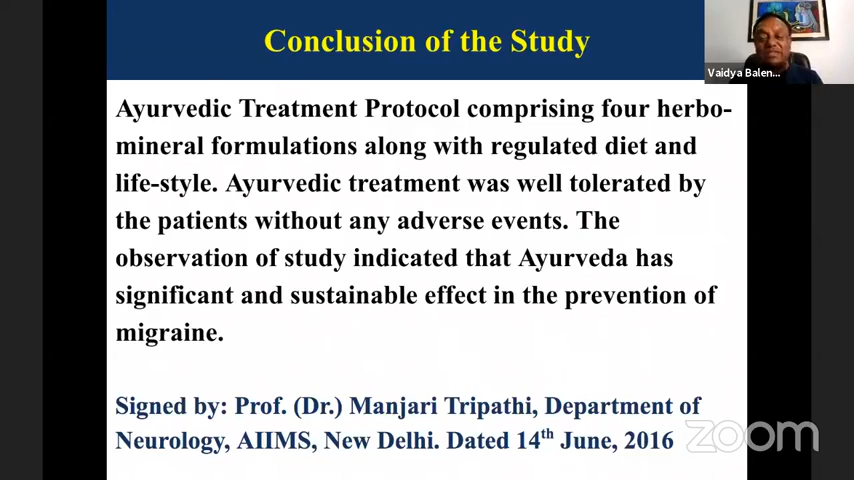 Conclusion of the Study
Vaidya Balen...
Ayurvedic Treatment Protocol comprising four herbo-
mineral formulations along with regulated diet and
life-style. Ayurvedic treatment was well tolerated by
the patients without any adverse events. The
observation of study indicated that Ayurveda has
significant and sustainable effect in the prevention of
migraine.
Signed by: Prof. (Dr.) Manjari Tripathi, Department of
Neurology, AIIMS, New Delhi. Dated 14th June, 2016
zoom